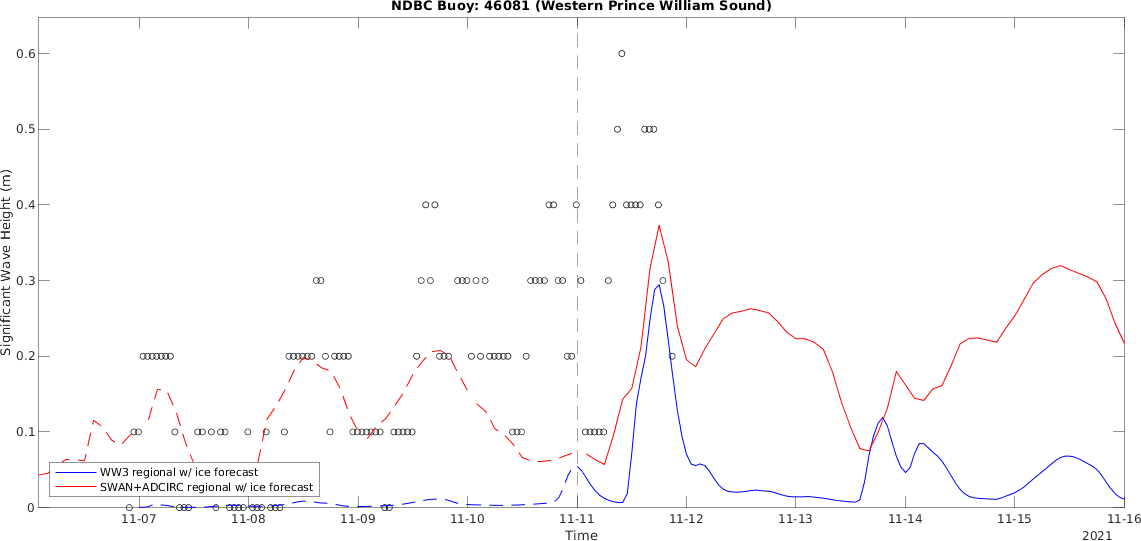 NDBC Buoy: 46081 (Western Prince William Sound)
Significant Wave Height (m)
0.6
0.5
0.4
0.3
0.2
0.1
0
WW3 regional w/ ice forecast
SWAN+ADCIRC regional w/ ice forecast
11-07 11-08 11-09 11-10 11-11 11-12 11-13 11-14 11-15 11-16
Time
2021